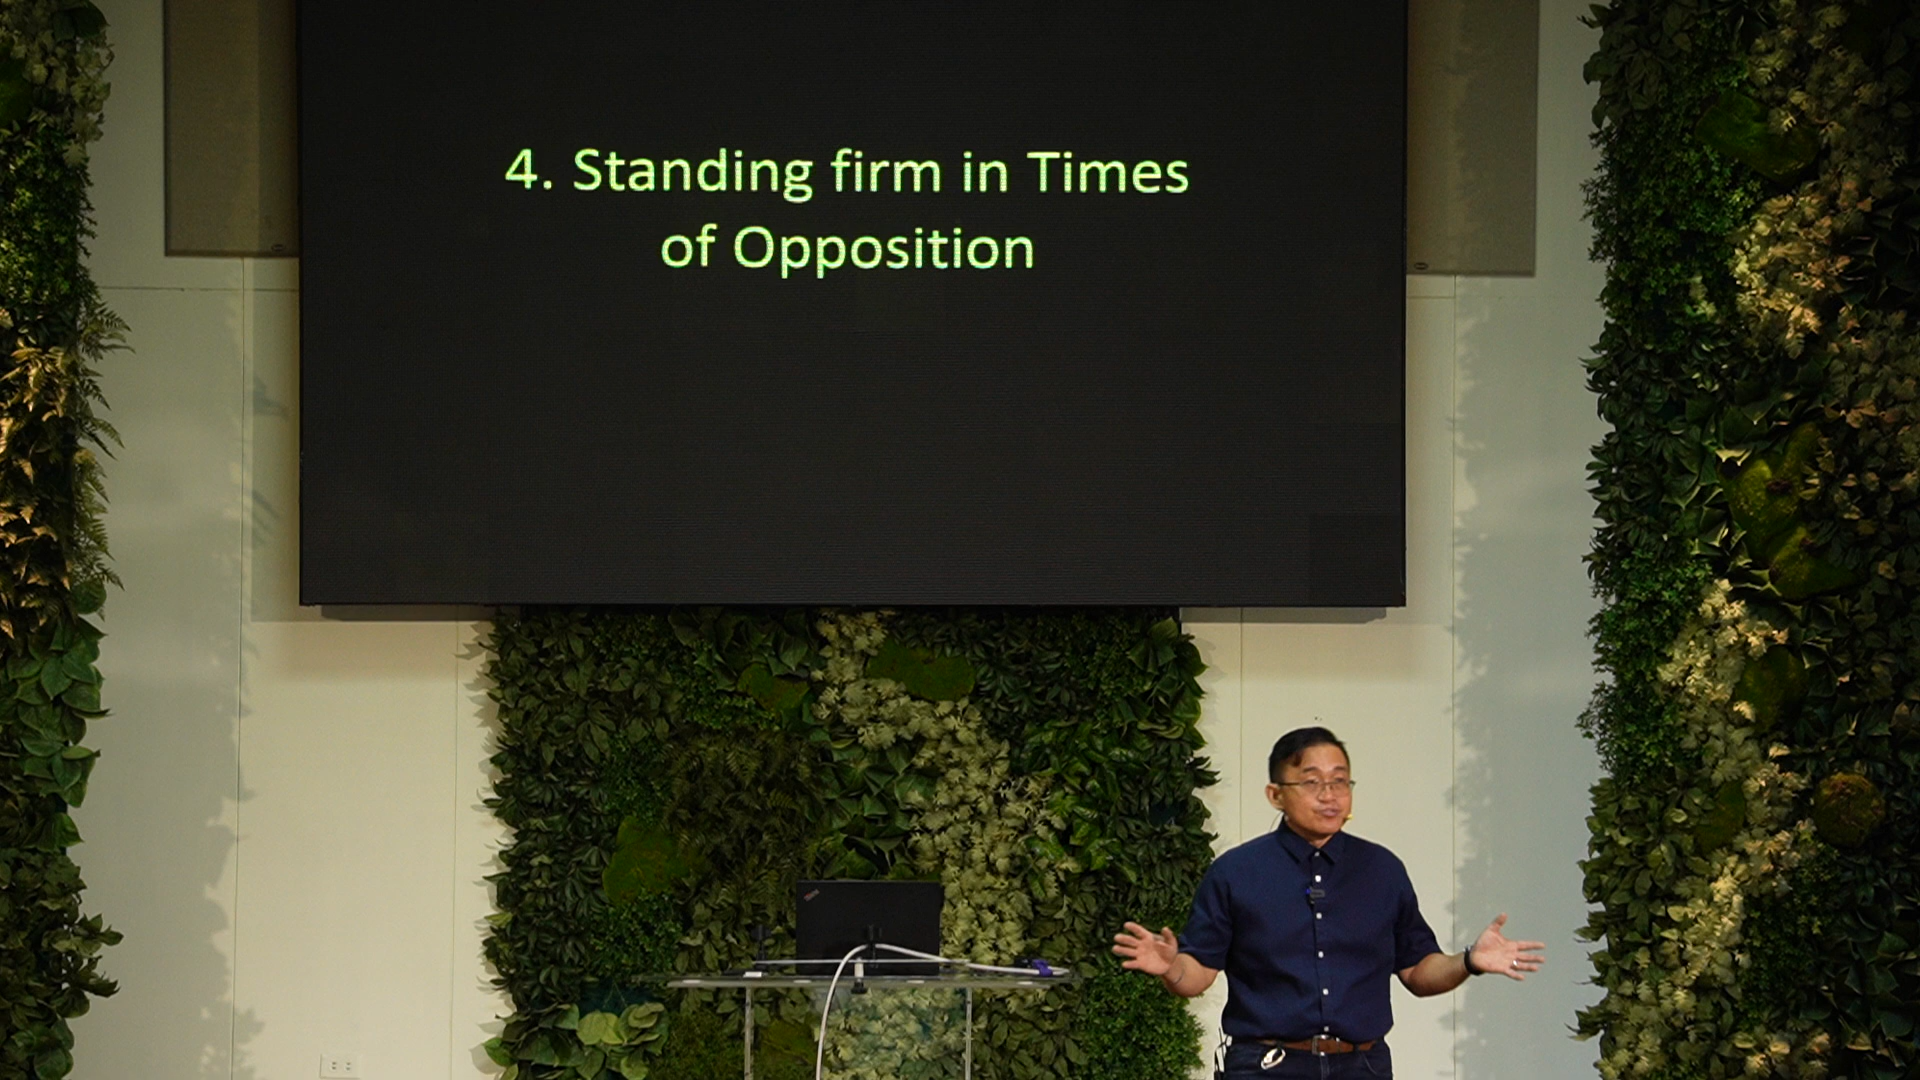 4. Standing firm in Times
of Opposition